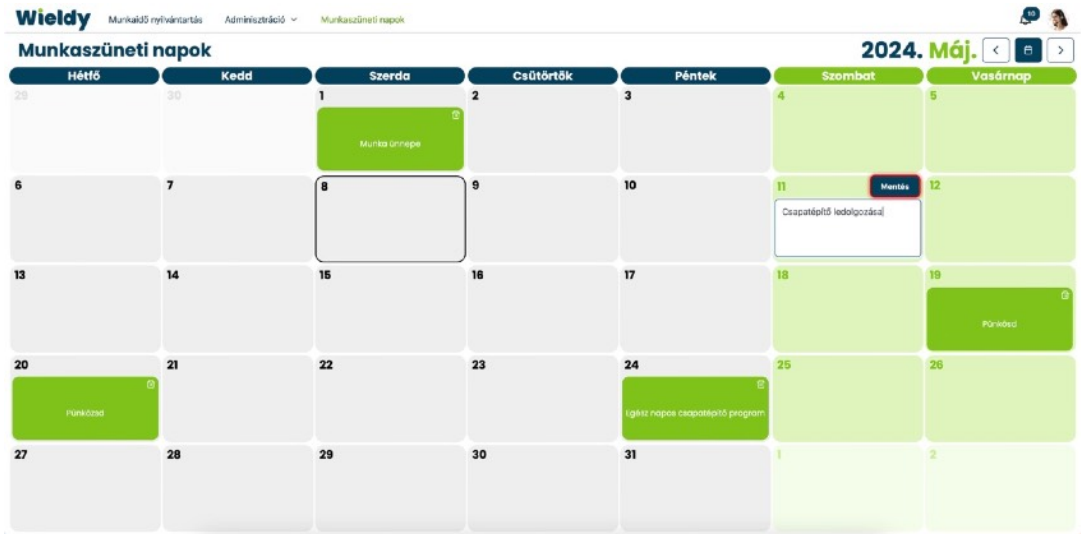 Wieldy Munkaidő nyilvántartás Adminisztráció Munkaszüneti napok 10
Munkaszüneti napok 2024. Máj.
Hétfő Kedd Szerda Csütörtök Péntek Szombat Vasárnap
29 30 1 2 3 4 5
Munka ünnepe
6 7 8 9 10 11 Mentés 12
Csapatépítő ledolgozása
13 14 15 16 17 18 19
Pünkösd
20 21 22 23 24 25 26
Pünkösd Egész napos csapatépítő program
27 28 29 30 31 1 2